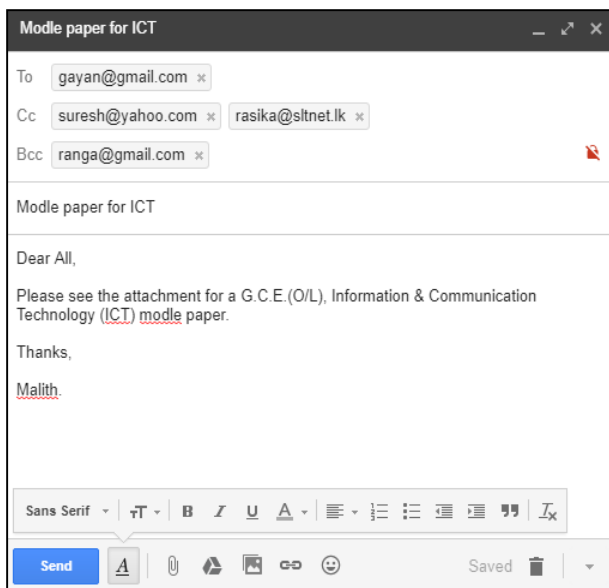 Modle paper for ICT
To gayan@gmail.com
Cc suresh@yahoo.com rasika@sltnet.lk
Bcc ranga@gmail.com
Modle paper for ICT
Dear All,
Please see the attachment for a G.C.E.(O/L), Information & Communication
Technology (ICT) modle paper.
Thanks,
Malith.
Sans Serif
Send Saved